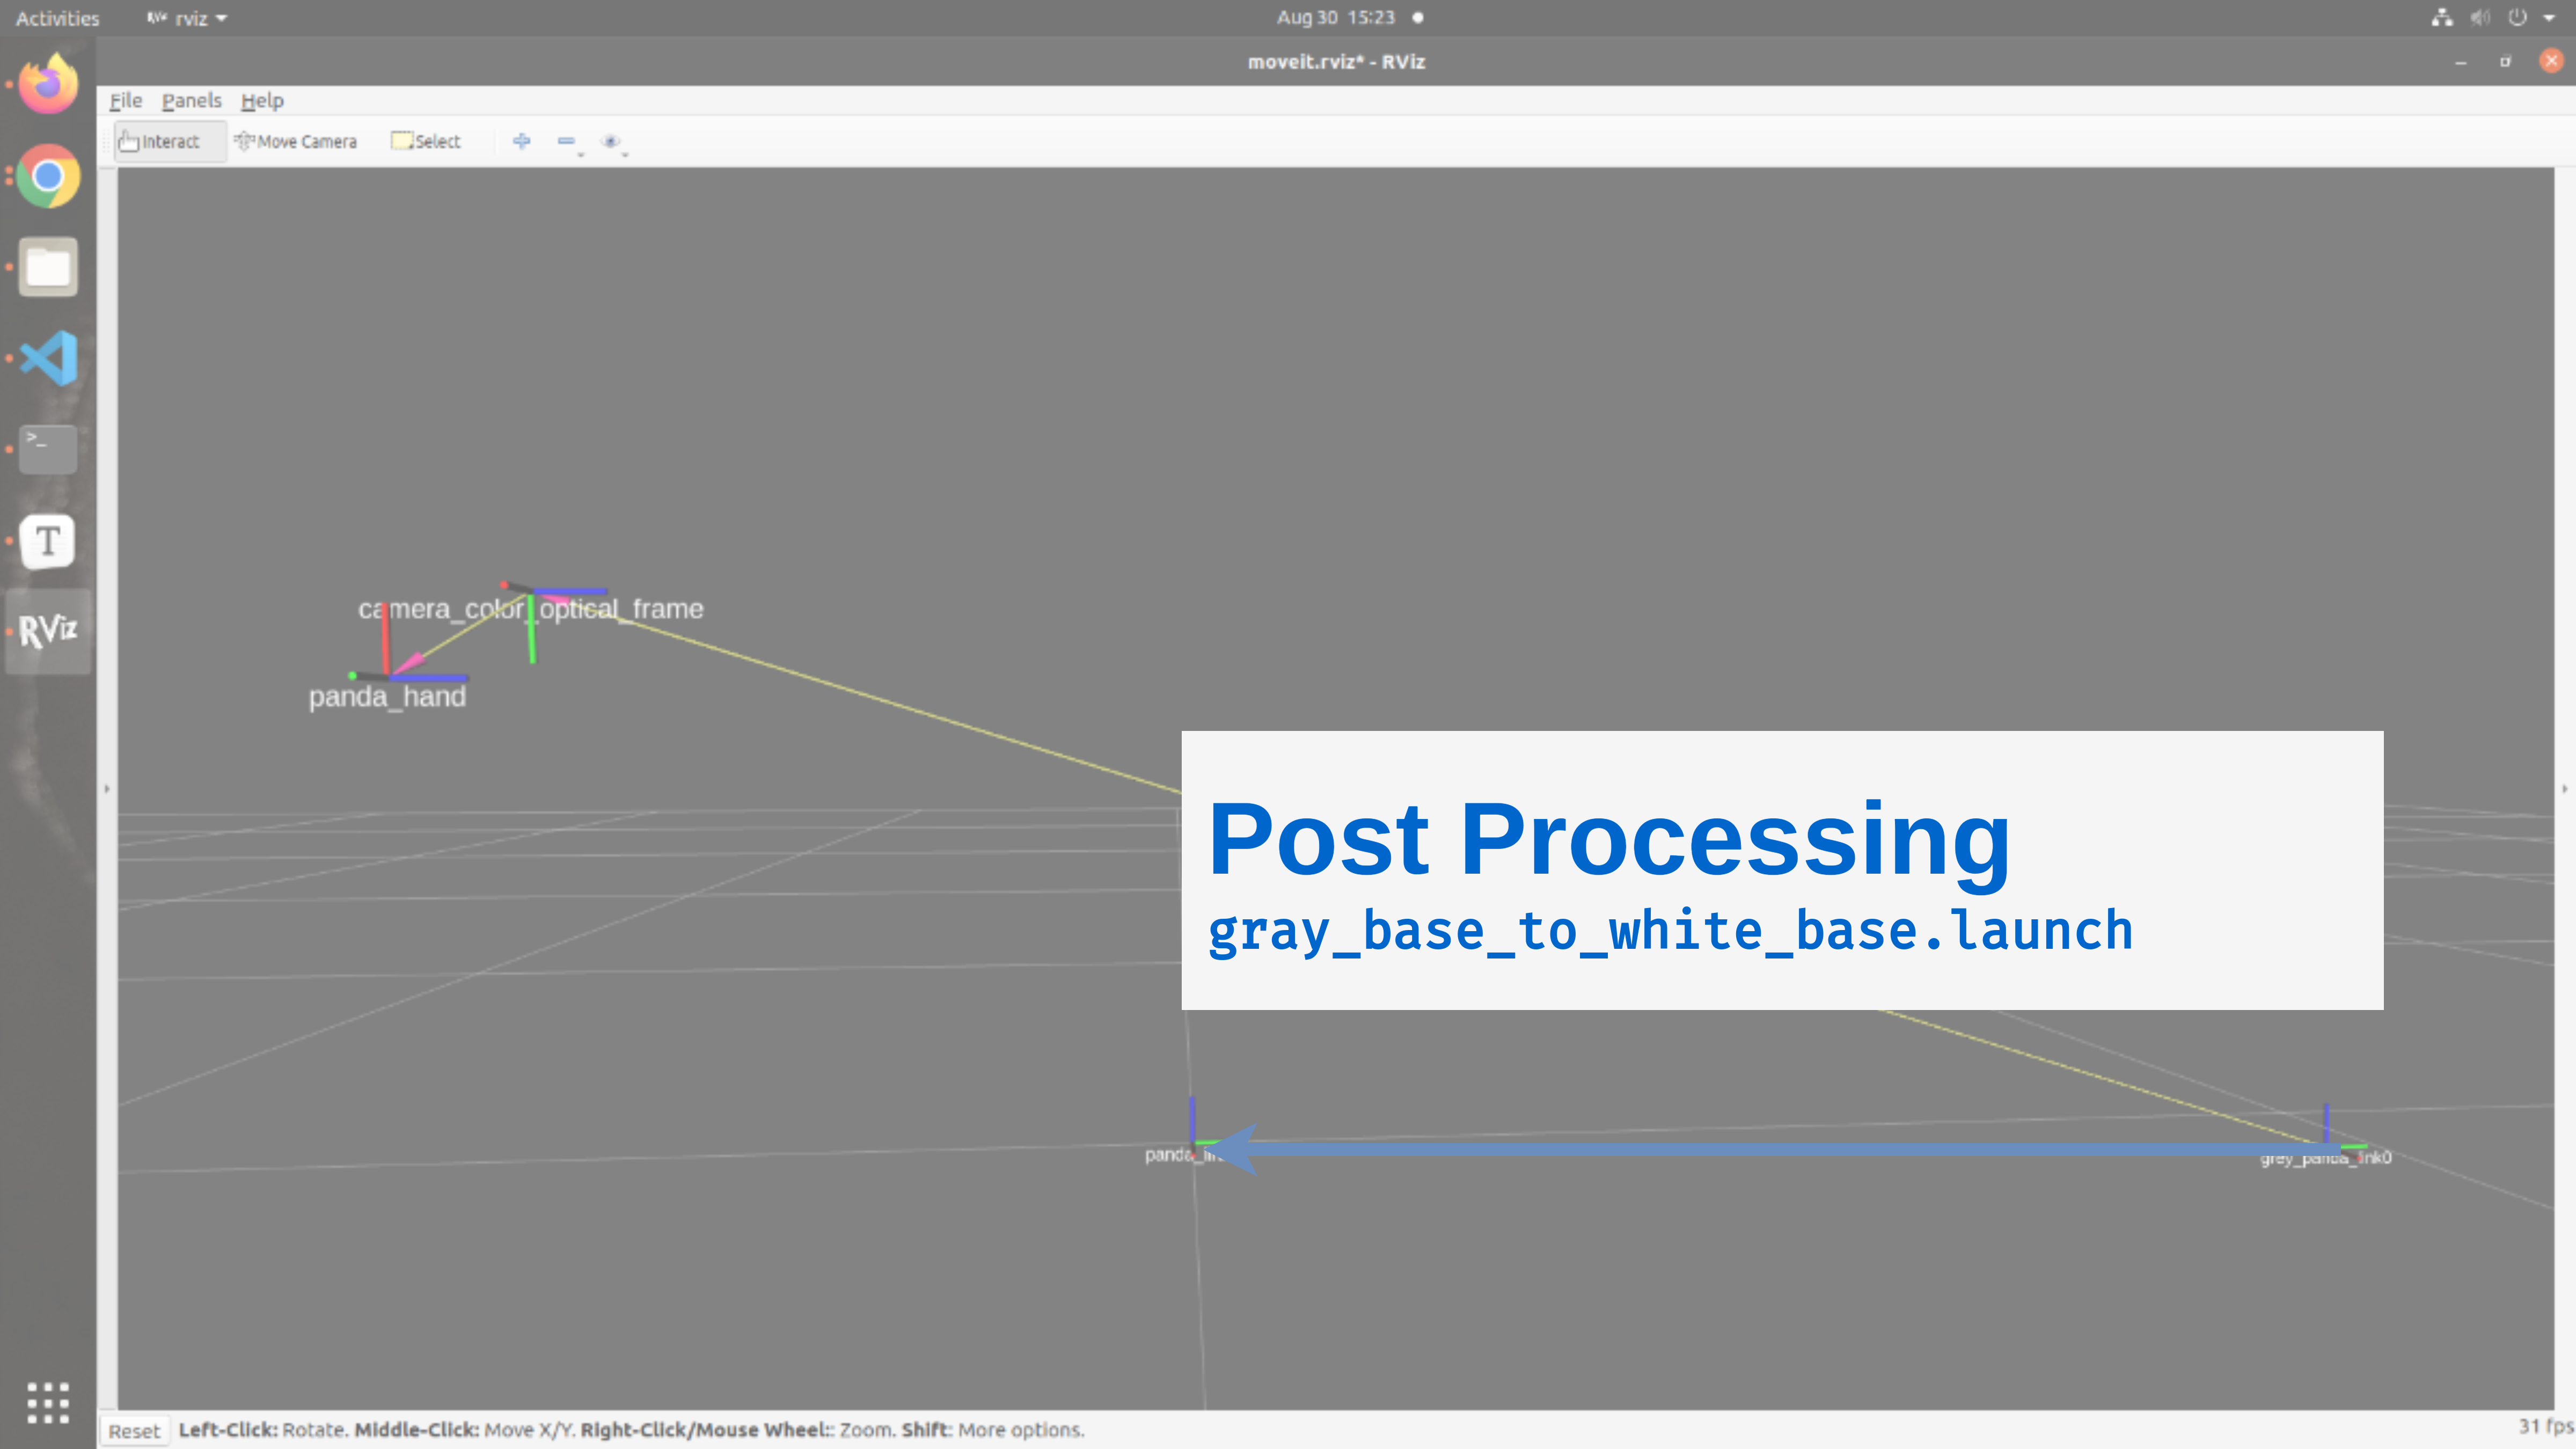 Activities
RViz rviz
Aug 30 15:23
moveit.rviz* - RViz
File Panels Help
Interact Move Camera Select
T
RViz
camera_color_optical_frame
panda_hand
Post Processing
gray_base_to_white_base.launch
grey_panda_link0
Reset Left-Click: Rotate. Middle-Click: Move X/Y. Right-Click/Mouse Wheel:: Zoom. Shift: More options.
31 fps